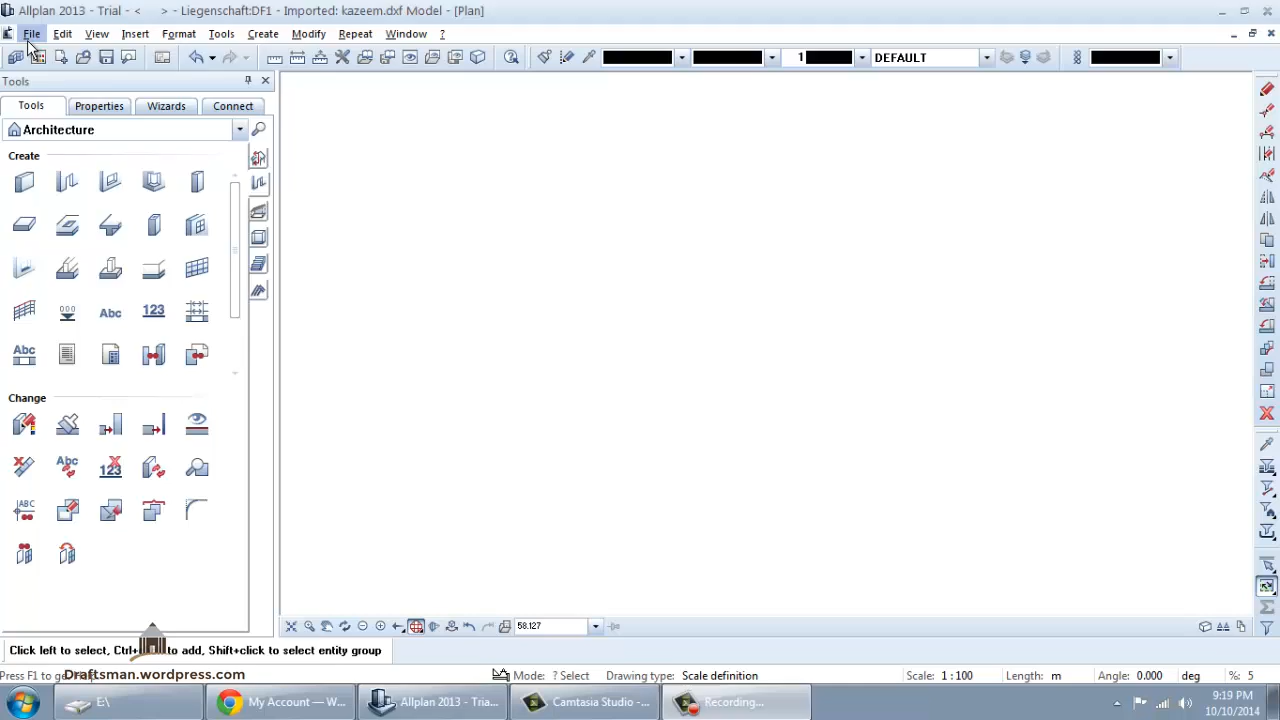 Allplan 2013 - Trial - < > - Liegenschaft:DF1 - Imported: kazeem.dxf Model - [Plan]
File Edit View Insert Format Tools Create Modify Repeat Window ?
1 DEFAULT
Tools
Tools Properties Wizards Connect
Architecture
Create
000 Abc 123
Abc
Change
Abc 123
ABC
58.127
Click left to select, Ctrl+ to add, Shift+click to select entity group
Draftsman.wordpress.com
Press F1 to ge
Mode: ? Select Drawing type: Scale definition Scale: 1:100 Length: m Angle: 0.000 deg %: 5
E:\ My Account — W... Allplan 2013 - Tria... Camtasia Studio -... Recording... 9:19 PM
10/10/2014